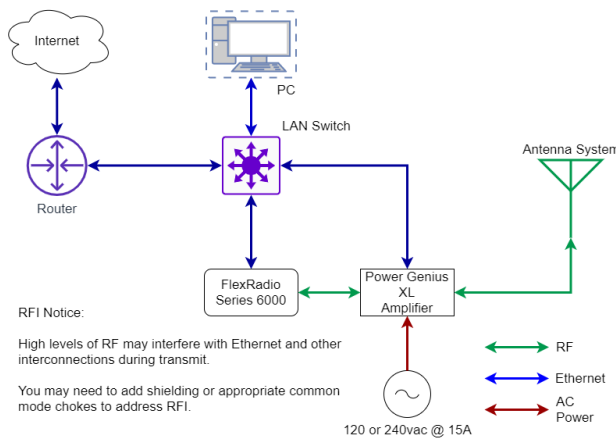 Internet
PC
LAN Switch
Antenna System
Router
FlexRadio
Series 6000
Power Genius
XL
Amplifier
RFI Notice:
High levels of RF may interfere with Ethernet and other
interconnections during transmit.
You may need to add shielding or appropriate common
mode chokes to address RFI.
120 or 240vac @ 15A
RF
Ethernet
AC
Power